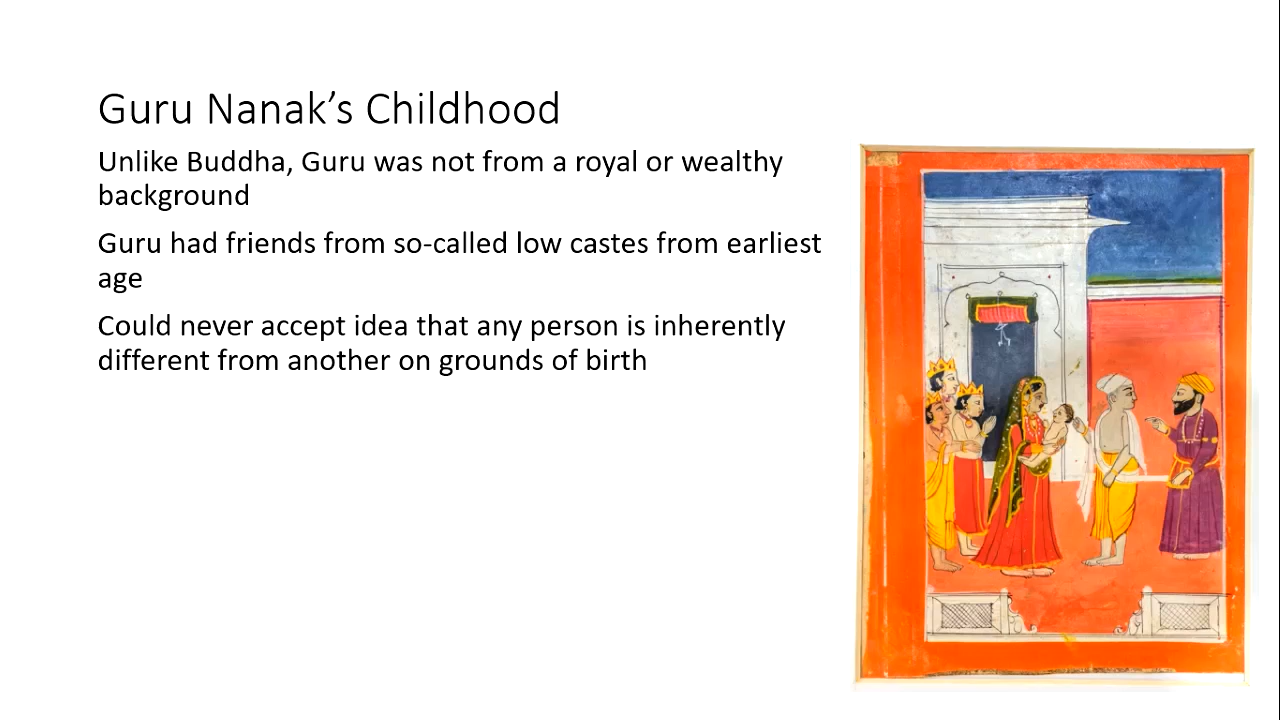 Guru Nanak’s Childhood
Unlike Buddha, Guru was not from a royal or wealthy
background
Guru had friends from so-called low castes from earliest
age
Could never accept idea that any person is inherently
different from another on grounds of birth